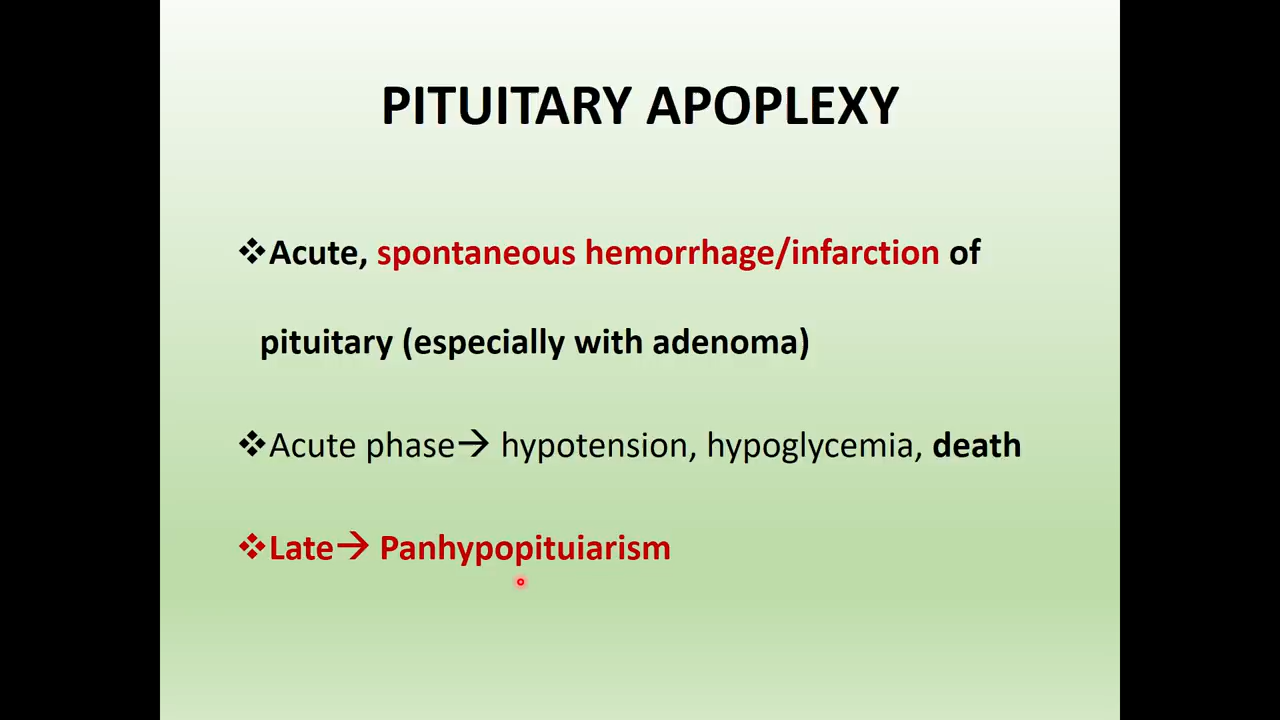 PITUITARY APOPLEXY
❖Acute, spontaneous hemorrhage/infarction of
pituitary (especially with adenoma)
❖Acute phase→ hypotension, hypoglycemia, death
❖Late→ Panhypopituiarism